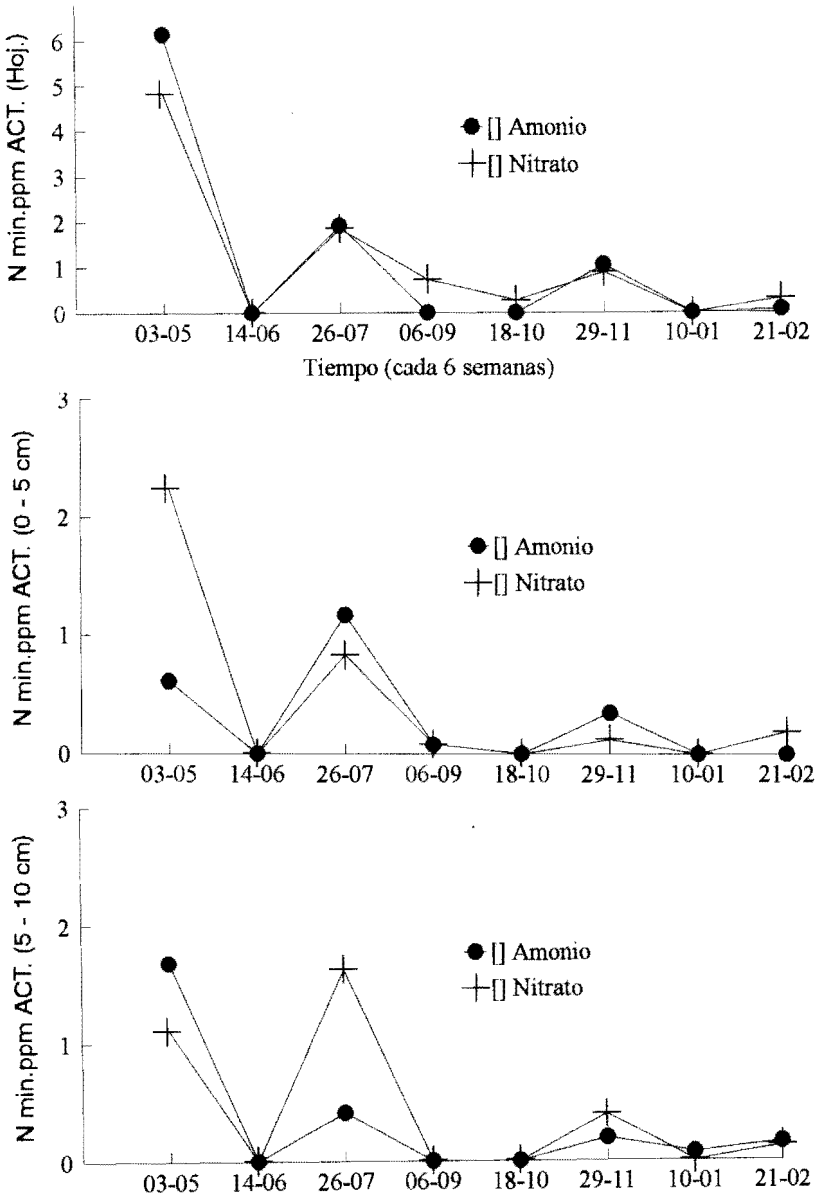 N min.ppm ACT. (Hoj.)
6
5
4
3
2
1
0
[] Amonio
[] Nitrato
03-05 14-06 26-07 06-09 18-10 29-11 10-01 21-02
Tiempo (cada 6 semanas)
N min.ppm ACT. (0 - 5 cm)
3
2
1
0
[] Amonio
[] Nitrato
03-05 14-06 26-07 06-09 18-10 29-11 10-01 21-02
N min.ppm ACT. (5 - 10 cm)
3
2
1
0
[] Amonio
[] Nitrato
03-05 14-06 26-07 06-09 18-10 29-11 10-01 21-02